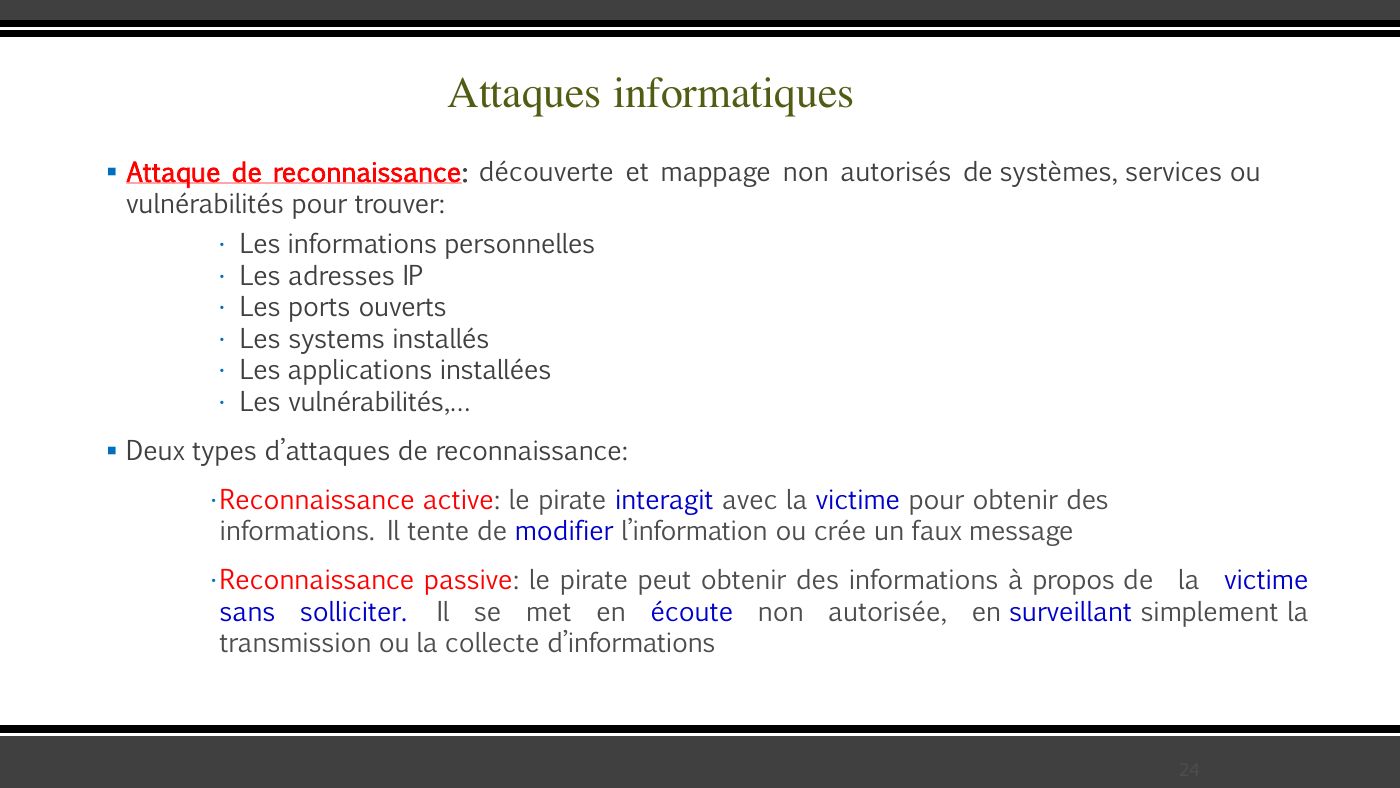 Attaques informatiques
▪ Attaque de reconnaissance: découverte et mappage non autorisés de systèmes, services ou
vulnérabilités pour trouver:
· Les informations personnelles
· Les adresses IP
· Les ports ouverts
· Les systems installés
· Les applications installées
· Les vulnérabilités,...
▪ Deux types d’attaques de reconnaissance:
·Reconnaissance active: le pirate interagit avec la victime pour obtenir des
informations. Il tente de modifier l’information ou crée un faux message
·Reconnaissance passive: le pirate peut obtenir des informations à propos de la victime
sans solliciter. Il se met en écoute non autorisée, en surveillant simplement la
transmission ou la collecte d’informations
24